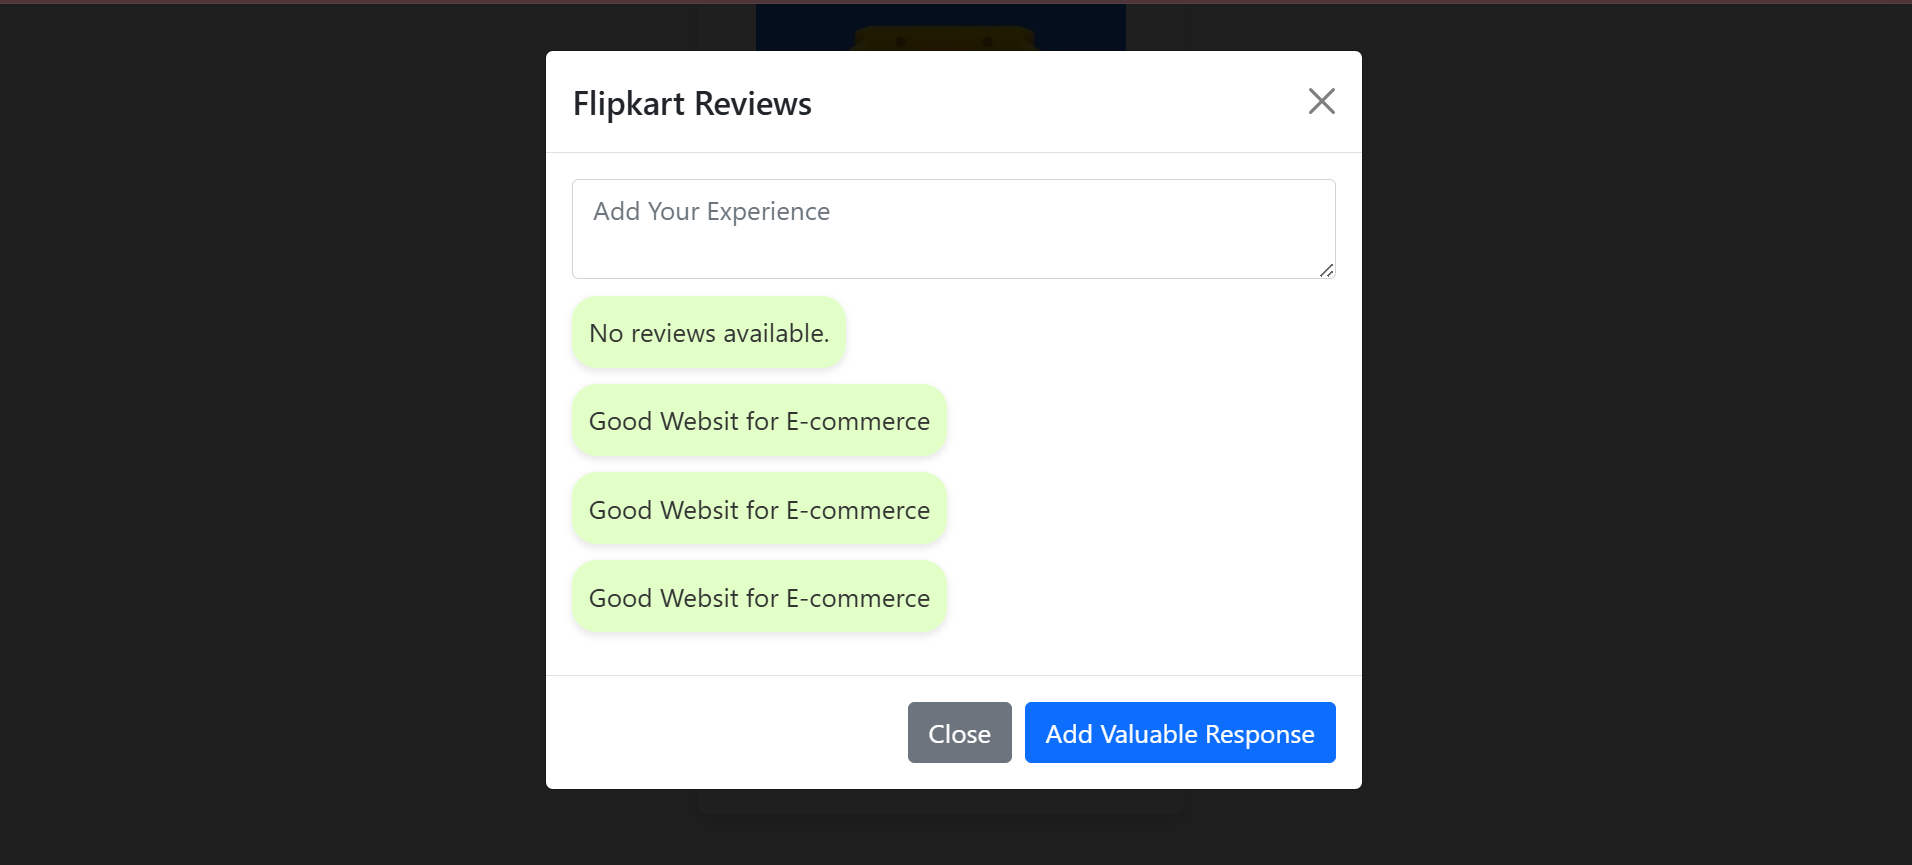 Flipkart Reviews
Add Your Experience
No reviews available.
Good Websit for E-commerce
Good Websit for E-commerce
Good Websit for E-commerce
Close
Add Valuable Response